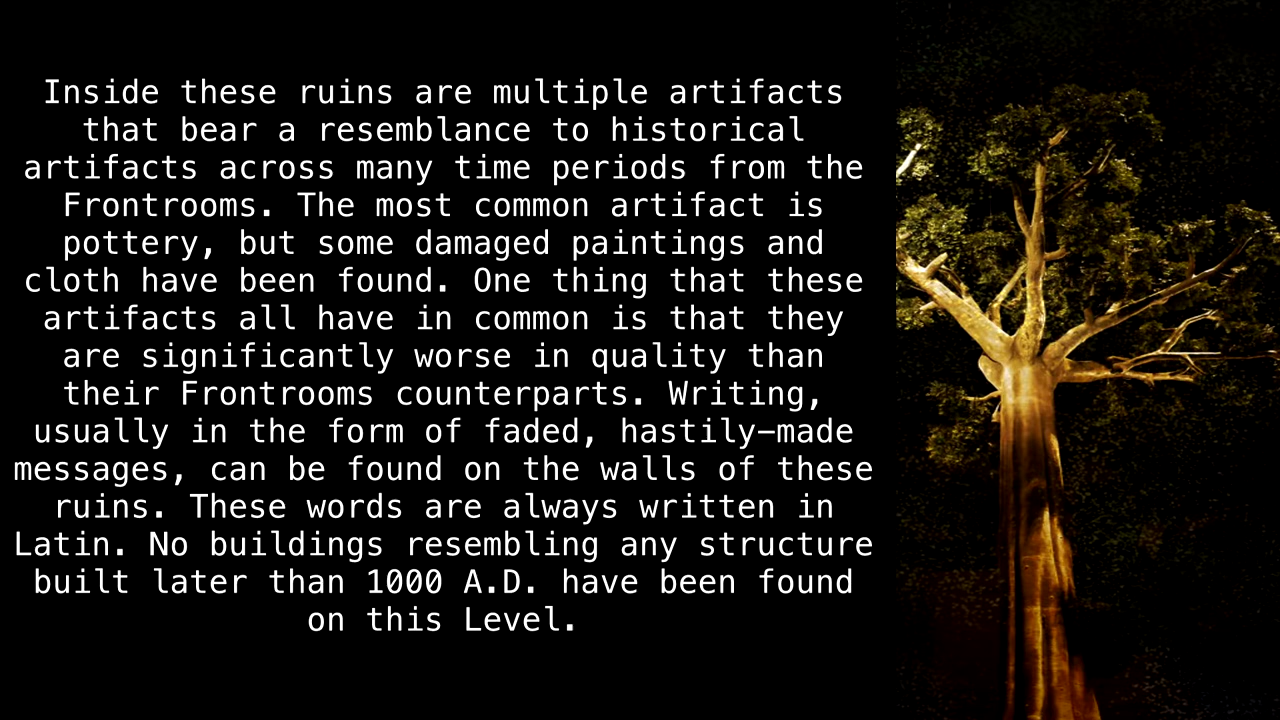 Inside these ruins are multiple artifacts
that bear a resemblance to historical
artifacts across many time periods from the
Frontrooms. The most common artifact is
pottery, but some damaged paintings and
cloth have been found. One thing that these
artifacts all have in common is that they
are significantly worse in quality than
their Frontrooms counterparts. Writing,
usually in the form of faded, hastily-made
messages, can be found on the walls of these
ruins. These words are always written in
Latin. No buildings resembling any structure
built later than 1000 A.D. have been found
on this Level.